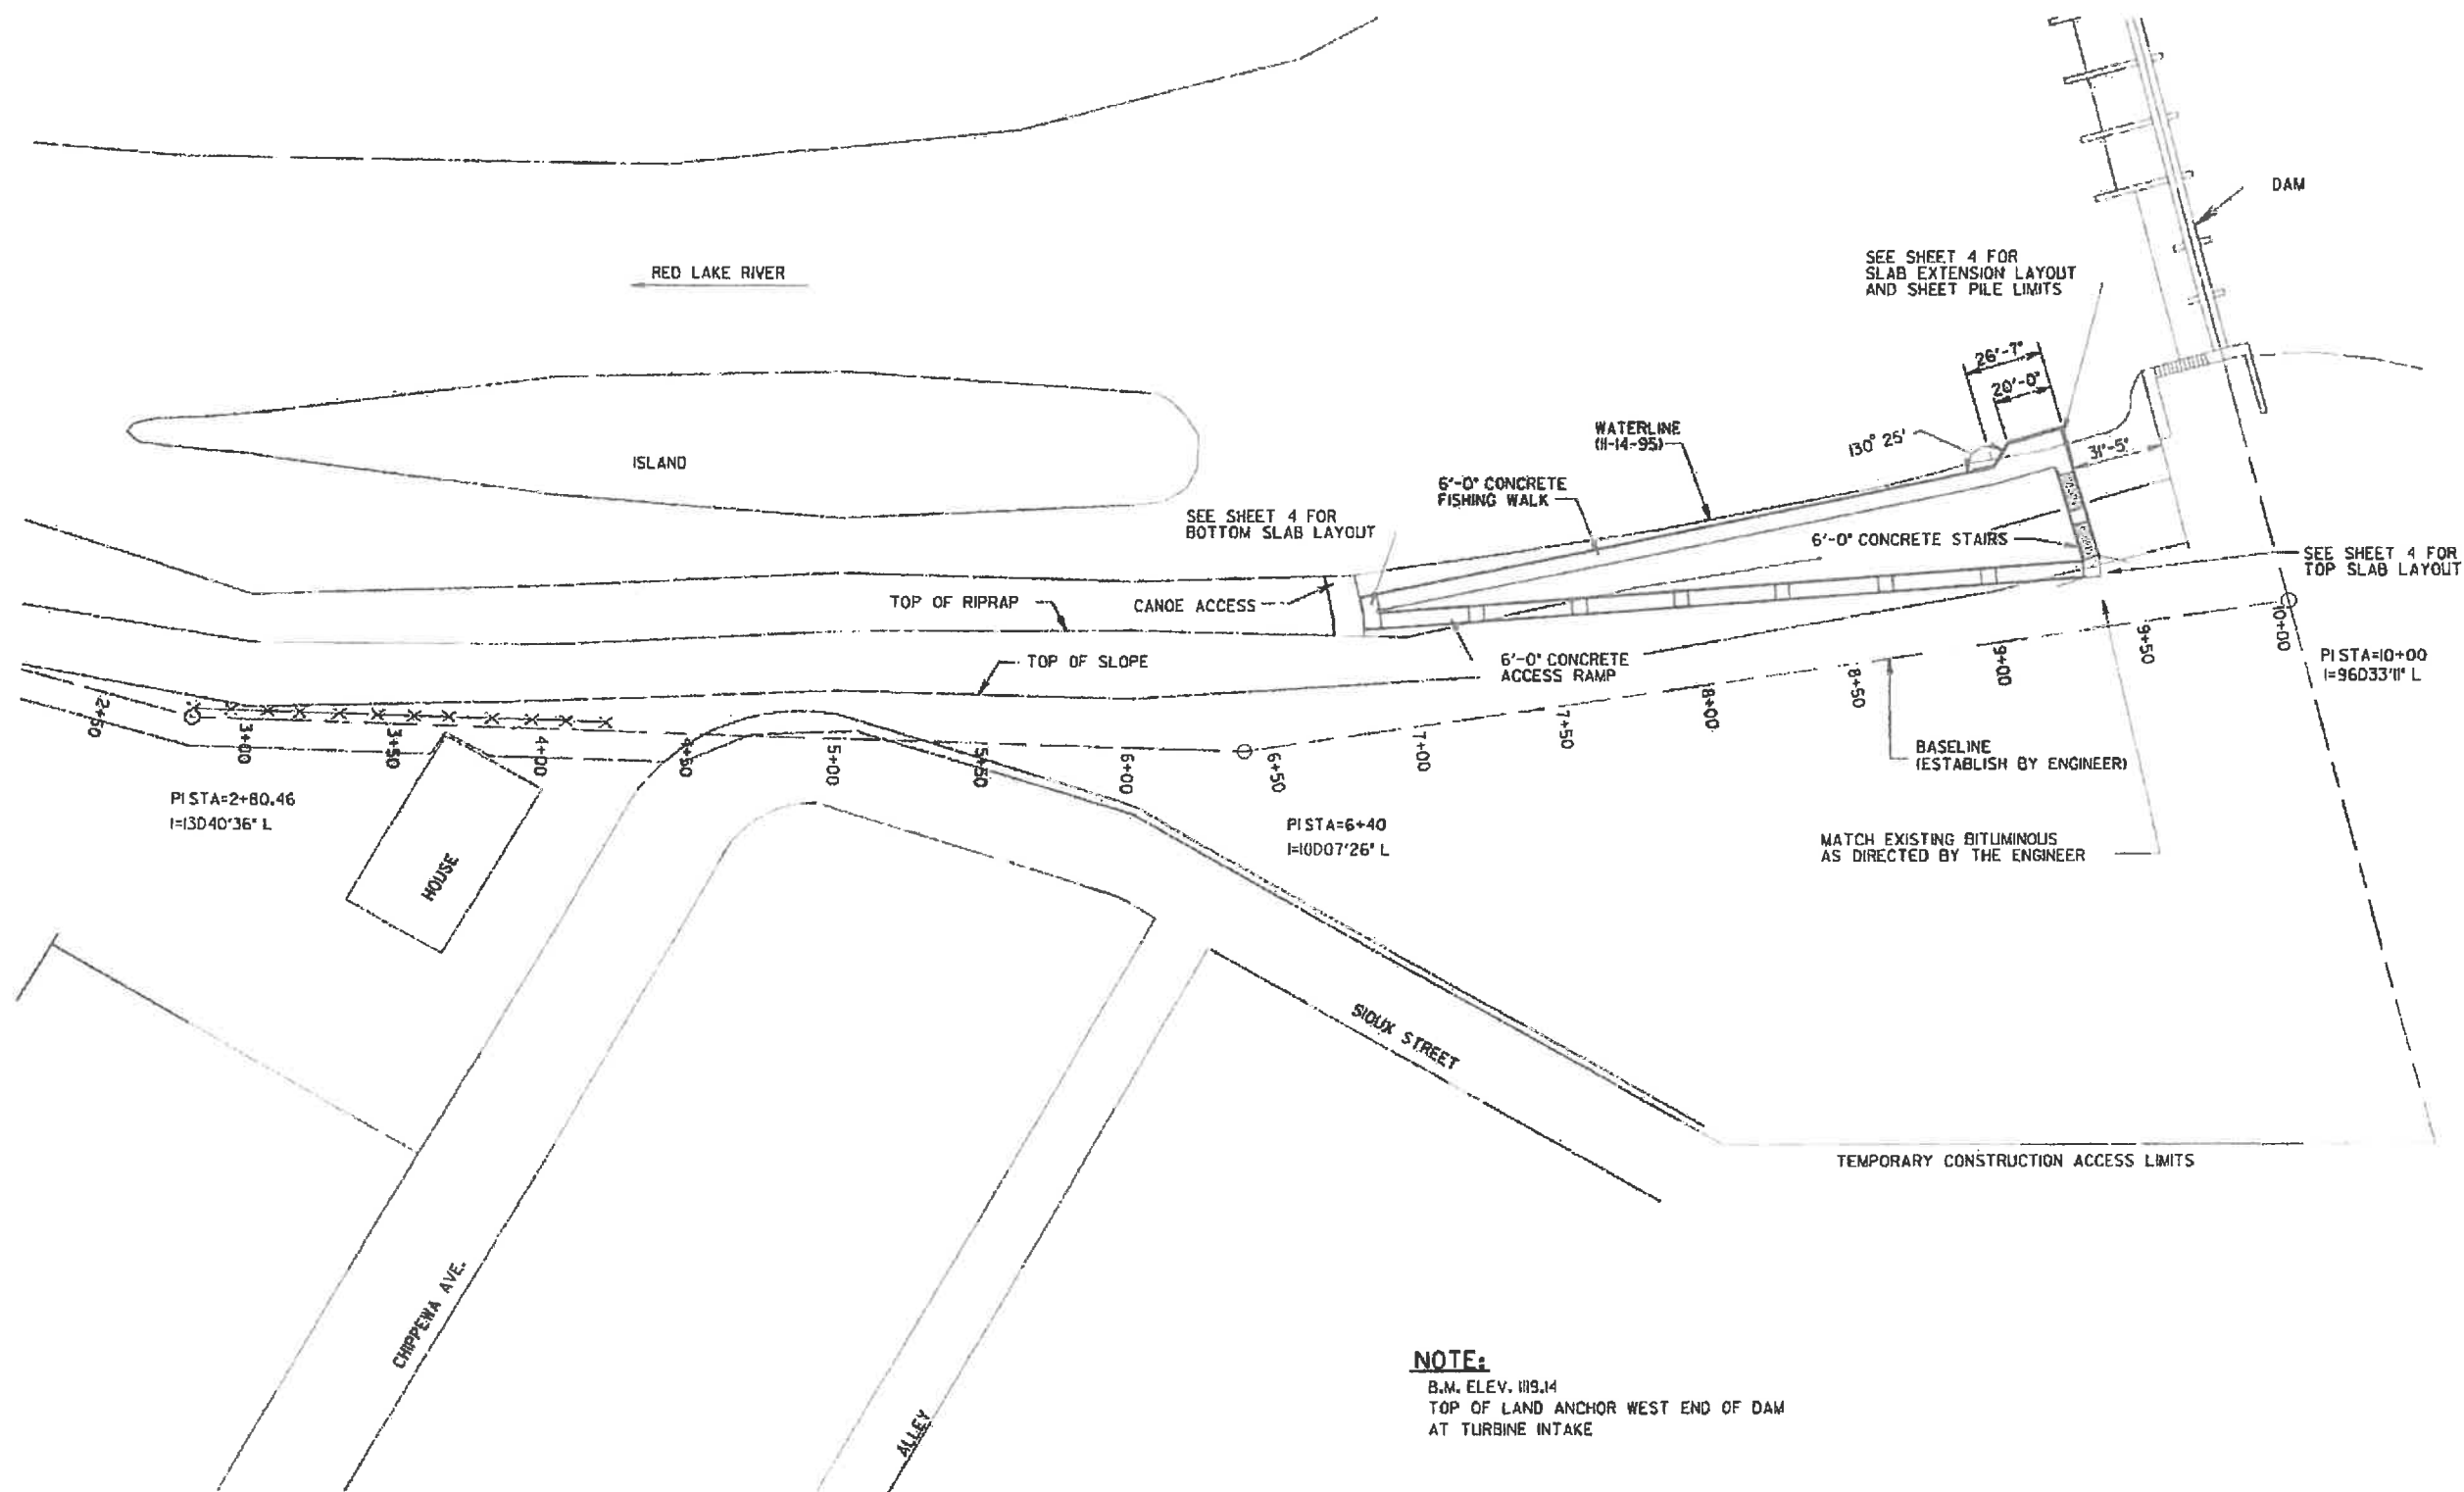 DAM
SEE SHEET 4 FOR
SLAB EXTENSION LAYOUT
AND SHEET PILE LIMITS
RED LAKE RIVER
26'-7"
20'-0"
130° 25'
31'-5"
WATERLINE
(11-14-95)
ISLAND
6'-0" CONCRETE
FISHING WALK
SEE SHEET 4 FOR
BOTTOM SLAB LAYOUT
6'-0" CONCRETE STAIRS
SEE SHEET 4 FOR
TOP SLAB LAYOUT
TOP OF RIPRAP
CANOE ACCESS
TOP OF SLOPE
6'-0" CONCRETE
ACCESS RAMP
2+50
3+00
3+50
4+00
4+50
5+00
5+50
6+00
6+50
7+00
7+50
8+00
8+50
9+00
9+50
10+00
PI STA=10+00
I=96D33'11" L
BASELINE
(ESTABLISH BY ENGINEER)
PI STA=2+80.46
I=13D40'36" L
PI STA=6+40
I=10D07'26" L
MATCH EXISTING BITUMINOUS
AS DIRECTED BY THE ENGINEER
HOUSE
SIOUX STREET
TEMPORARY CONSTRUCTION ACCESS LIMITS
CHIPPEWA AVE.
ALLEY
NOTE:
B.M. ELEV. 1119.14
TOP OF LAND ANCHOR WEST END OF DAM
AT TURBINE INTAKE